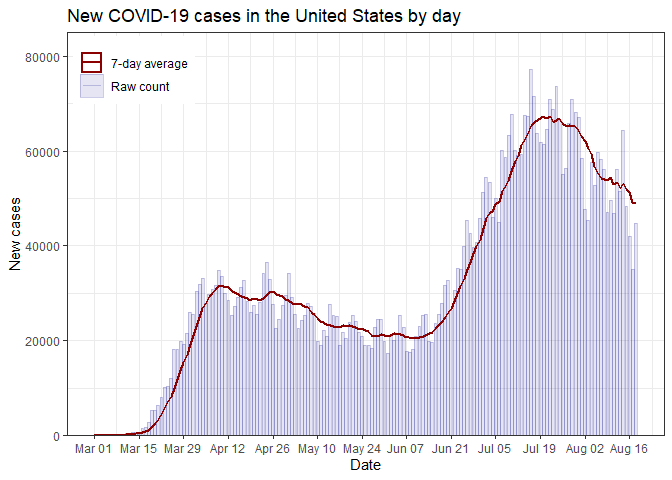 New COVID-19 cases in the United States by day
7-day average
Raw count
80000
60000
40000
20000
0
New cases
Mar 01 Mar 15 Mar 29 Apr 12 Apr 26 May 10 May 24 Jun 07 Jun 21 Jul 05 Jul 19 Aug 02 Aug 16
Date